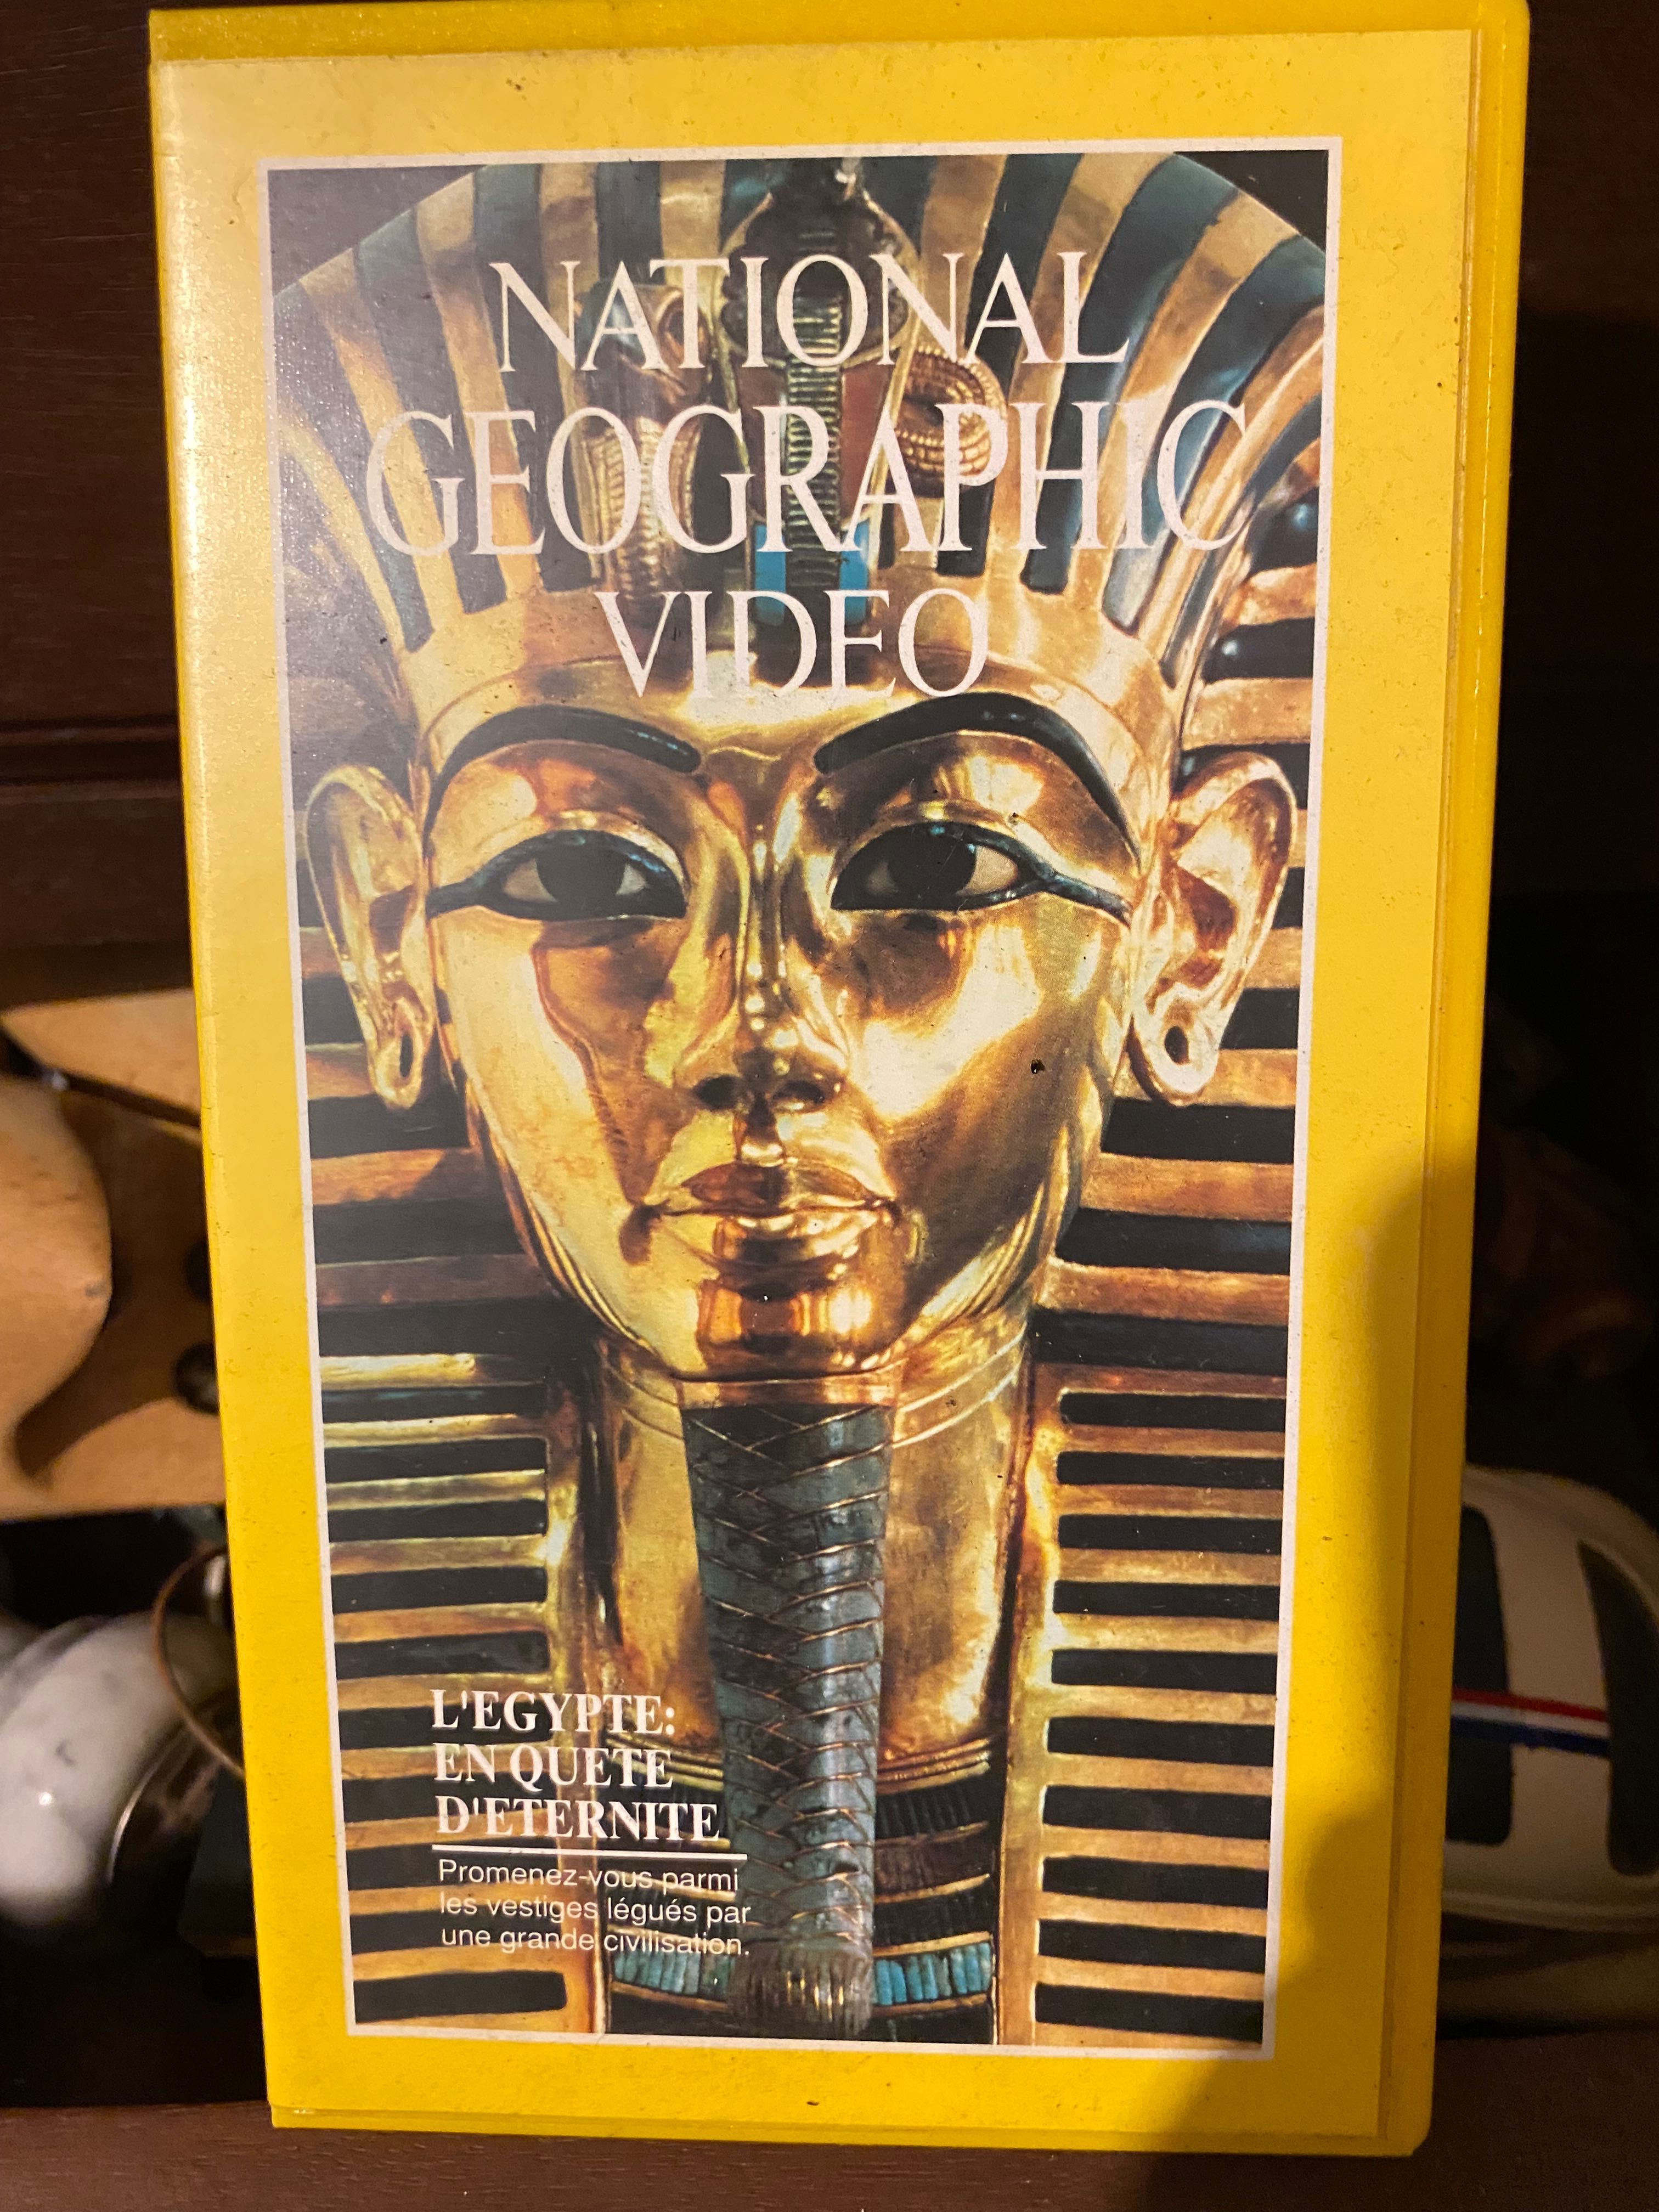 NATIONAL
GEOGRAPHIC
VIDEO
L'EGYPTE:
EN QUETE
D'ETERNITE
Promenez-vous parmi
les vestiges légués par
une grande civilisation.